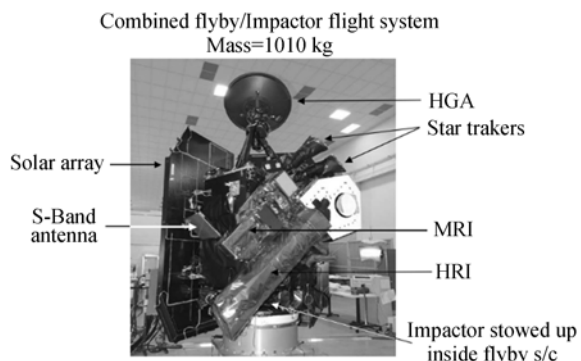 Combined flyby/Impactor flight system
Mass=1010 kg
HGA
Star trakers
Solar array
S-Band
antenna
MRI
HRI
Impactor stowed up
inside flyby s/c